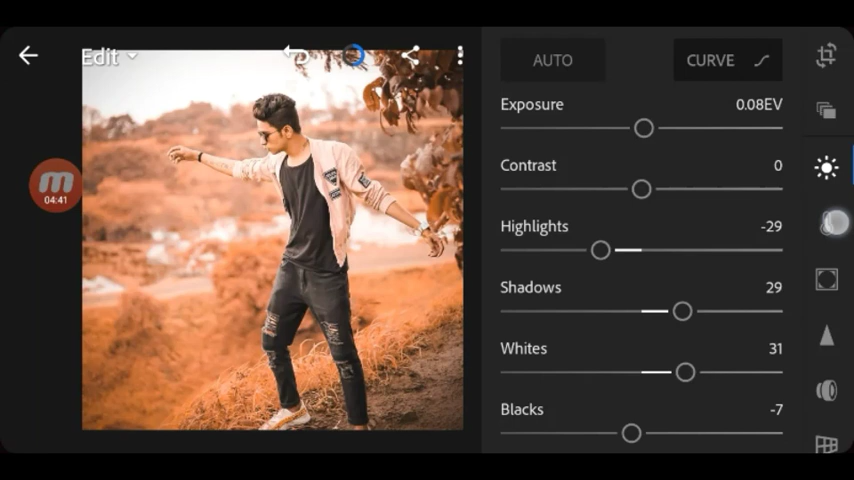 Edit
AUTO
CURVE
Exposure 0.08EV
Contrast 0
Highlights -29
Shadows 29
Whites 31
Blacks -7
04:41